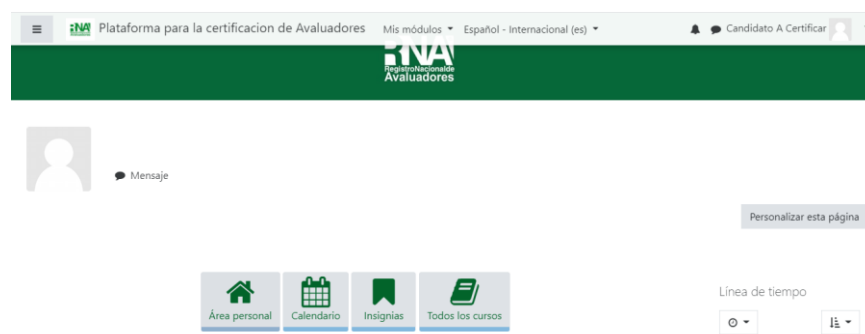 RNA Plataforma para la certificacion de Avaluadores Mis módulos Español - Internacional (es) Candidato A Certificar
RNA
RegistroNacionalde
Avaluadores
Mensaje
Personalizar esta página
Área personal Calendario Insignias Todos los cursos
Línea de tiempo